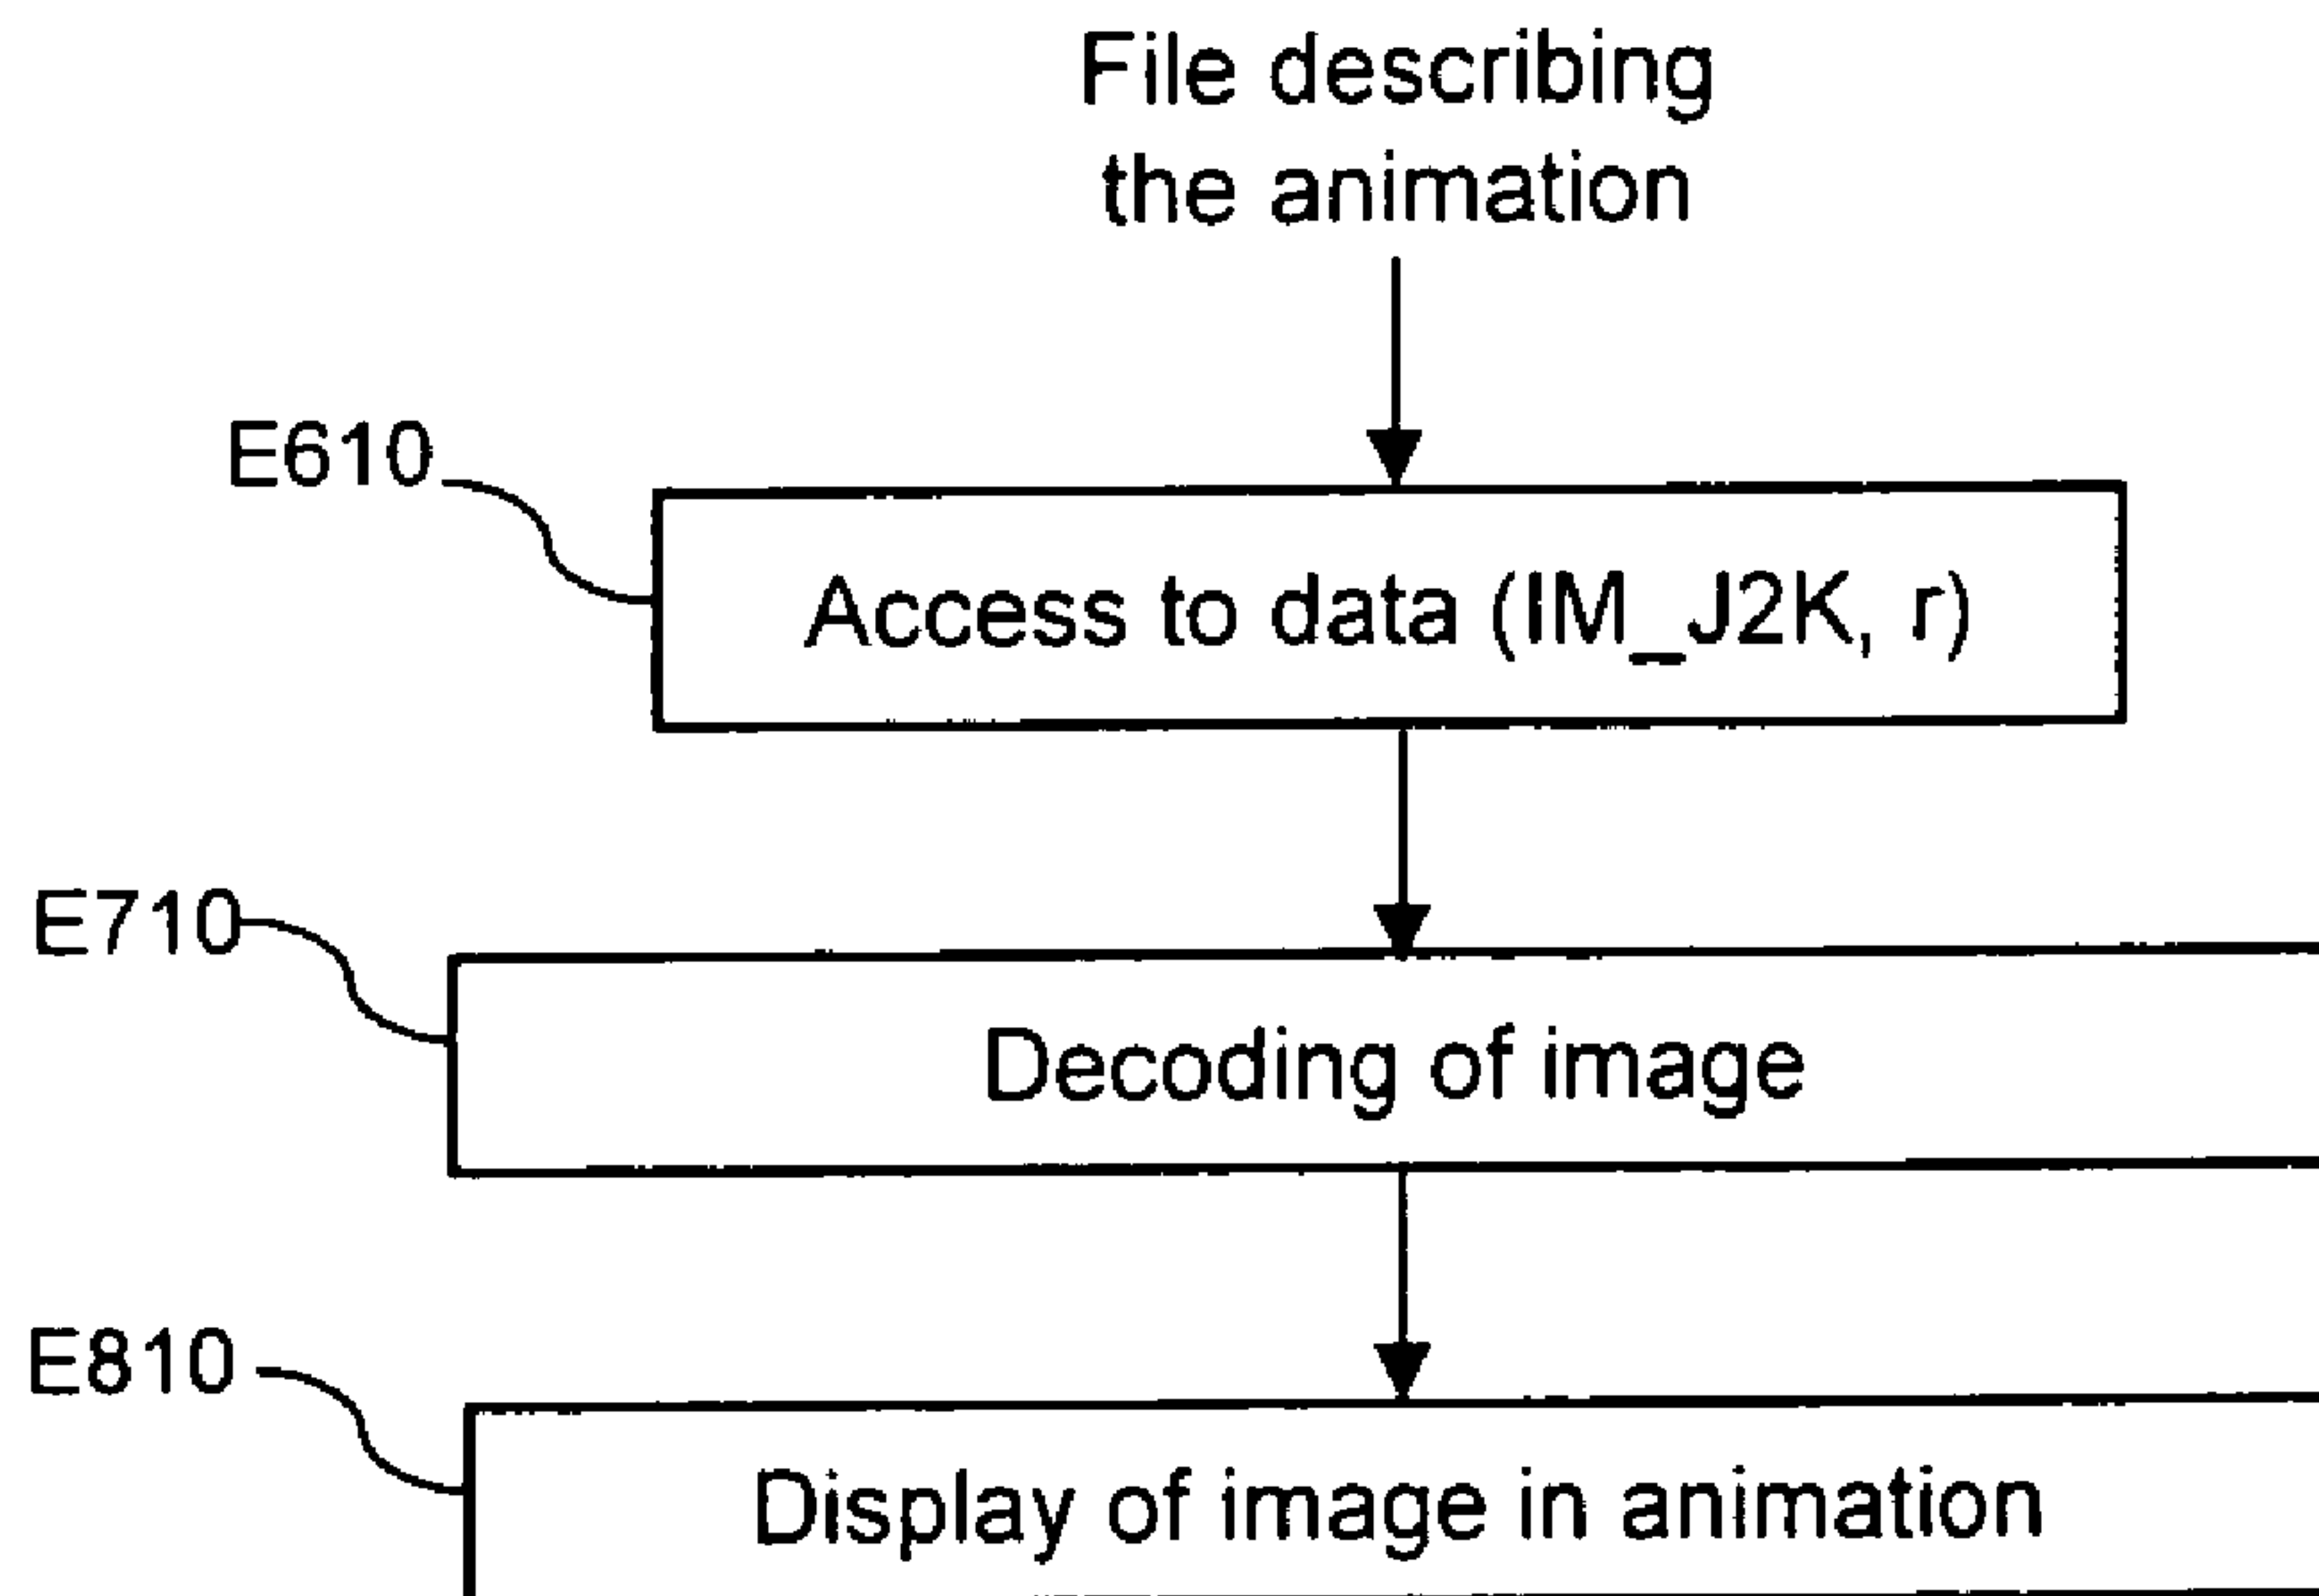 File describing
the animation
E610
Access to data (IM_J2K, r)
E710
Decoding of image
E810
Display of image in animation